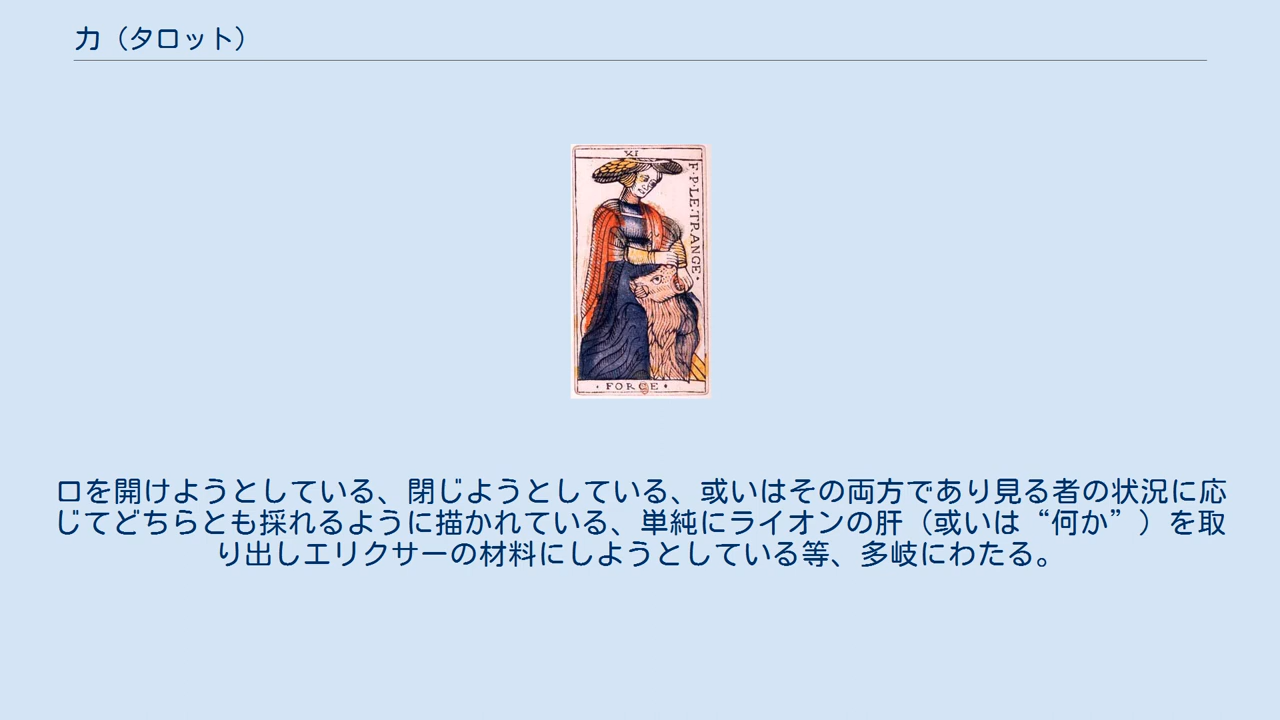 力（タロット）
XI
F·P·LE·TRANGE·
· FORCE ·
口を開けようとしている、閉じようとしている、或いはその両方であり見る者の状況に応
じてどちらとも採れるように描かれている、単純にライオンの肝（或いは“何か”）を取
り出しエリクサーの材料にしようとしている等、多岐にわたる。